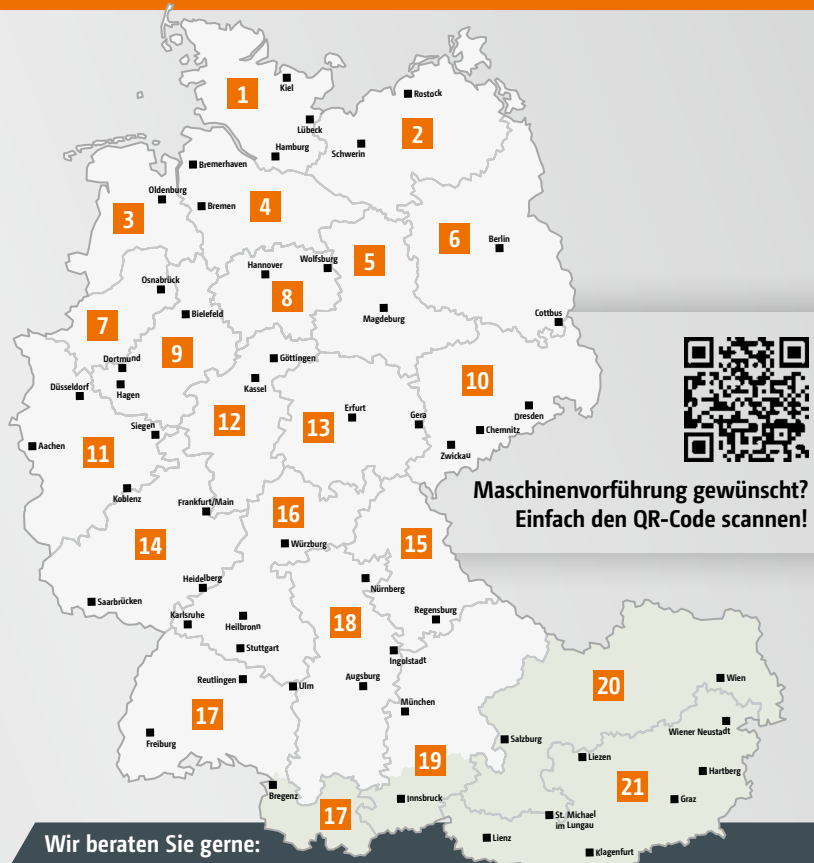 1
Kiel
Rostock
2
Lübeck
Hamburg
Schwerin
Bremerhaven
Oldenburg
3
Bremen
4
6
Berlin
5
Hannover
Wolfsburg
8
Osnabrück
Magdeburg
Bielefeld
Cottbus
7
9
Dortmund
Göttingen
Düsseldorf
Hagen
Kassel
10
12
Erfurt
13
Gera
Dresden
Chemnitz
Zwickau
Siegen
Aachen
11
Koblenz
Frankfurt/Main
Maschinenvorführung gewünscht?
Einfach den QR-Code scannen!
16
14
Würzburg
15
Heidelberg
Nürnberg
Saarbrücken
Karlsruhe
Heilbronn
18
Regensburg
Stuttgart
Ingolstadt
Reutlingen
Ulm
Augsburg
20
Wien
17
München
Freiburg
Salzburg
Wiener Neustadt
19
Liezen
Hartberg
21
Bregenz
17
Innsbruck
Graz
St. Michael
im Lungau
Lienz
Klagenfurt
Wir beraten Sie gerne: